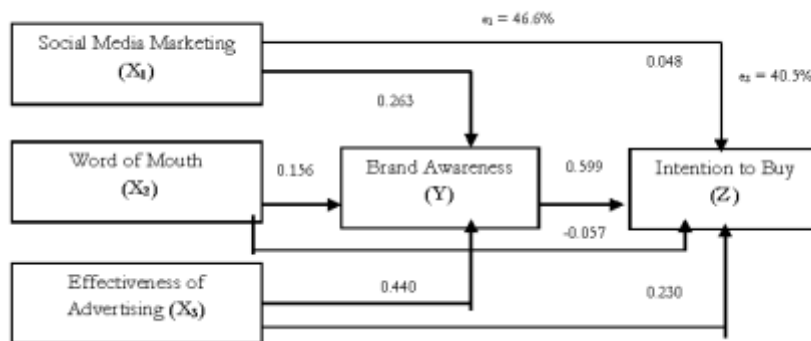 e₁ = 46.6%
Social Media Marketing
(X₁)
0.048
e₂ = 40.5%
0.263
Word of Mouth
(X₂)
0.156
Brand Awareness
(Y)
0.599
Intention to Buy
(Z)
-0.057
Effectiveness of
Advertising (X₃)
0.440
0.230